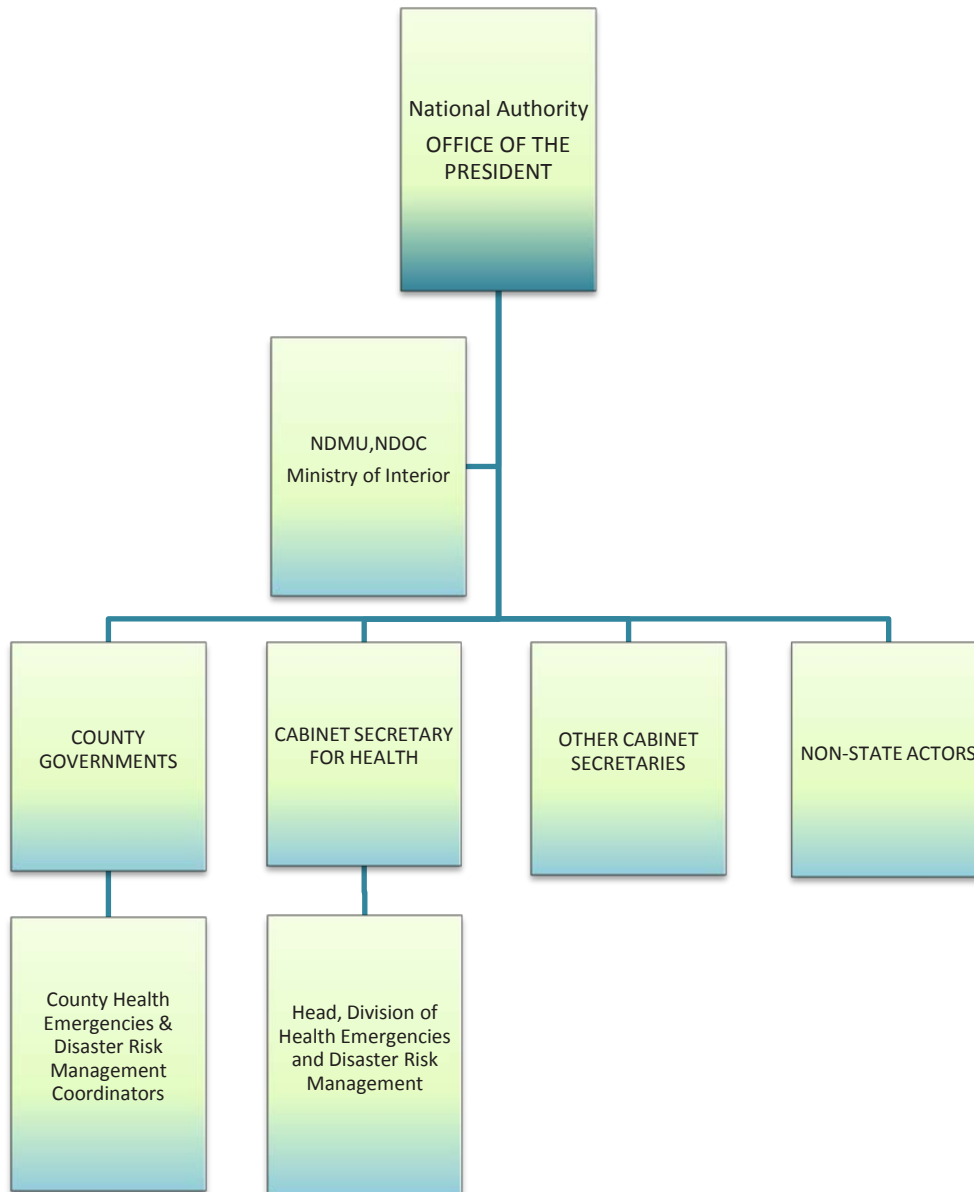 National Authority
OFFICE OF THE
PRESIDENT
NDMU,NDOC
Ministry of Interior
COUNTY
GOVERNMENTS
CABINET SECRETARY
FOR HEALTH
OTHER CABINET
SECRETARIES
NON-STATE ACTORS
County Health
Emergencies &
Disaster Risk
Management
Coordinators
Head, Division of
Health Emergencies
and Disaster Risk
Management